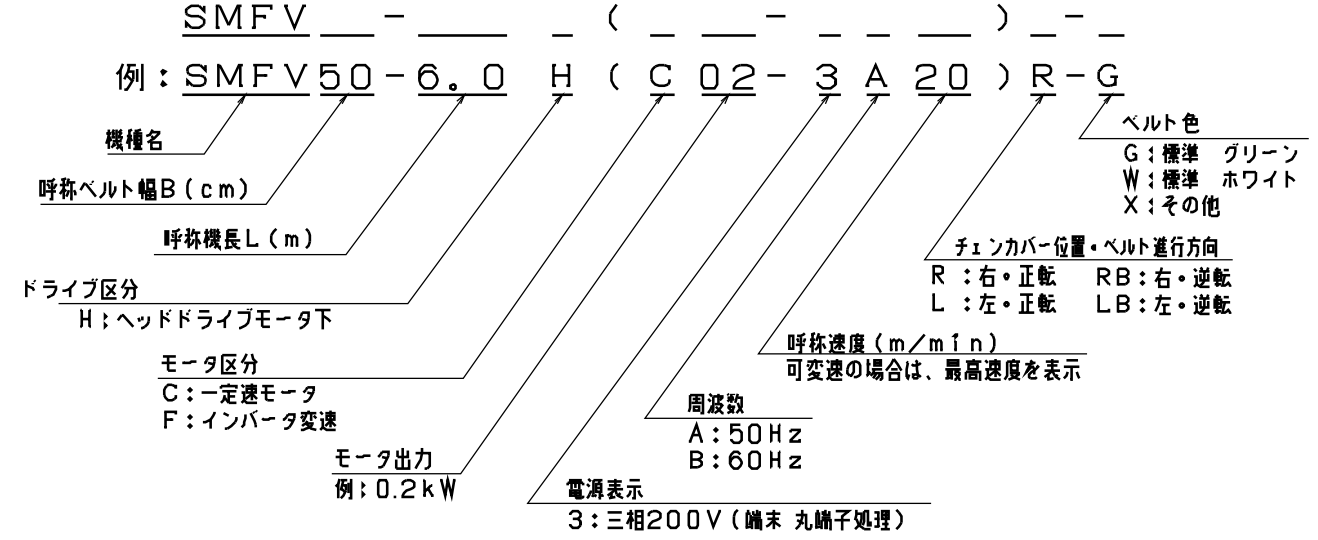 SMFV - ( - ) -
例：SMFV50-6.0 H (C02-3A20)R-G
ベルト色
G：標準 グリーン
W：標準 ホワイト
X：その他
機種名
呼称ベルト幅B(cm)
呼称機長L(m)
チェンカバー位置・ベルト進行方向
R：右・正転 RB：右・逆転
L：左・正転 LB：左・逆転
ドライブ区分
H：ヘッドドライブモータ下
呼称速度(m/min)
可変速の場合は、最高速度を表示
モータ区分
C：一定速モータ
F：インバータ変速
周波数
A：50Hz
B：60Hz
モータ出力
例：0.2kW
電源表示
3：三相200V(端末 丸端子処理)